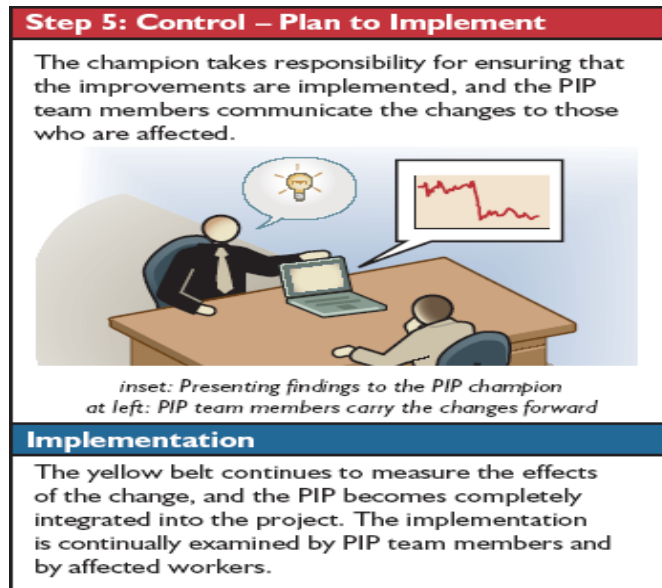 Step 5: Control – Plan to Implement
The champion takes responsibility for ensuring that
the improvements are implemented, and the PIP
team members communicate the changes to those
who are affected.
inset: Presenting findings to the PIP champion
at left: PIP team members carry the changes forward
Implementation
The yellow belt continues to measure the effects
of the change, and the PIP becomes completely
integrated into the project. The implementation
is continually examined by PIP team members and
by affected workers.